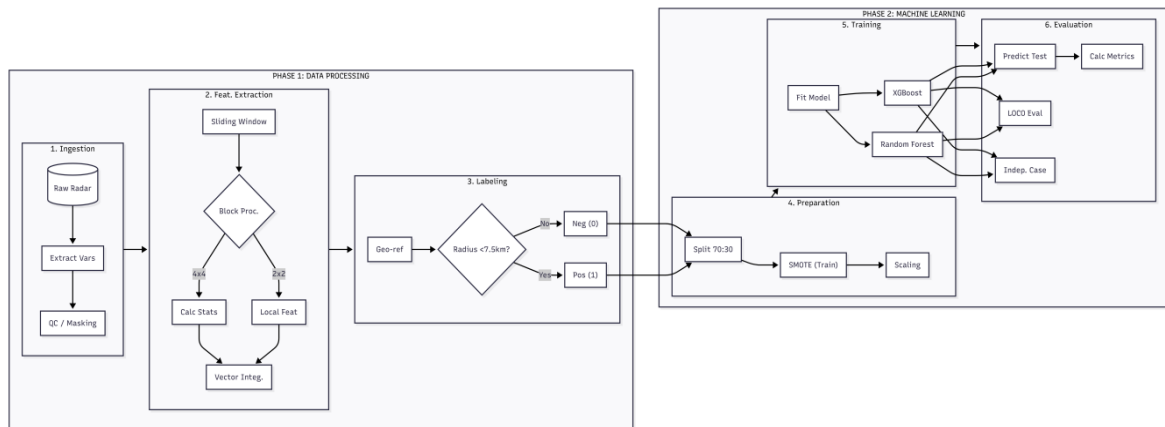 PHASE 1: DATA PROCESSING
1. Ingestion
Raw Radar
Extract Vars
QC / Masking
2. Feat. Extraction
Sliding Window
Block Proc.
4x4
2x2
Calc Stats
Local Feat
Vector Integ.
3. Labeling
Geo-ref
Radius <7.5km?
No
Yes
Neg (0)
Pos (1)
PHASE 2: MACHINE LEARNING
4. Preparation
Split 70:30
SMOTE (Train)
Scaling
5. Training
Fit Model
XGBoost
Random Forest
6. Evaluation
Predict Test
Calc Metrics
LOCO Eval
Indep. Case